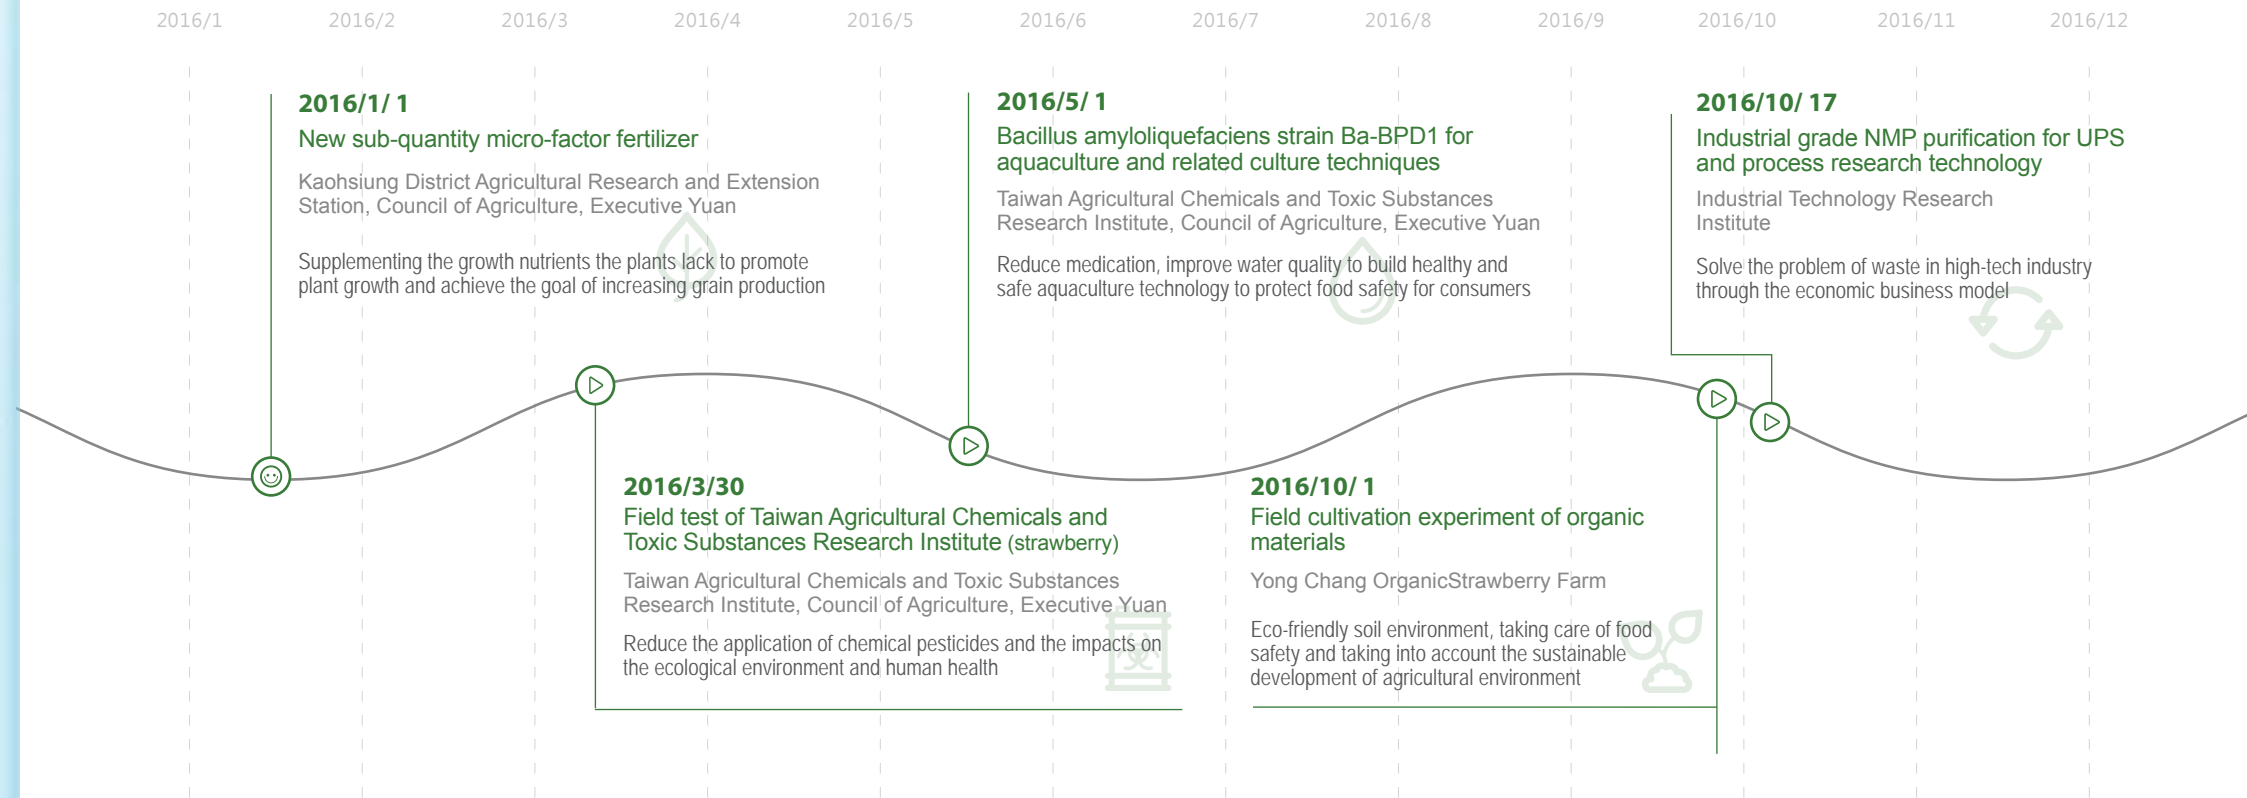 2016/1 2016/2 2016/3 2016/4 2016/5 2016/6 2016/7 2016/8 2016/9 2016/10 2016/11 2016/12
2016/1/ 1
New sub-quantity micro-factor fertilizer
Kaohsiung District Agricultural Research and Extension
Station, Council of Agriculture, Executive Yuan
Supplementing the growth nutrients the plants lack to promote
plant growth and achieve the goal of increasing grain production
2016/5/ 1
Bacillus amyloliquefaciens strain Ba-BPD1 for
aquaculture and related culture techniques
Taiwan Agricultural Chemicals and Toxic Substances
Research Institute, Council of Agriculture, Executive Yuan
Reduce medication, improve water quality to build healthy and
safe aquaculture technology to protect food safety for consumers
2016/10/ 17
Industrial grade NMP purification for UPS
and process research technology
Industrial Technology Research
Institute
Solve the problem of waste in high-tech industry
through the economic business model
2016/3/30
Field test of Taiwan Agricultural Chemicals and
Toxic Substances Research Institute (strawberry)
Taiwan Agricultural Chemicals and Toxic Substances
Research Institute, Council of Agriculture, Executive Yuan
Reduce the application of chemical pesticides and the impacts on
the ecological environment and human health
2016/10/ 1
Field cultivation experiment of organic
materials
Yong Chang OrganicStrawberry Farm
Eco-friendly soil environment, taking care of food
safety and taking into account the sustainable
development of agricultural environment